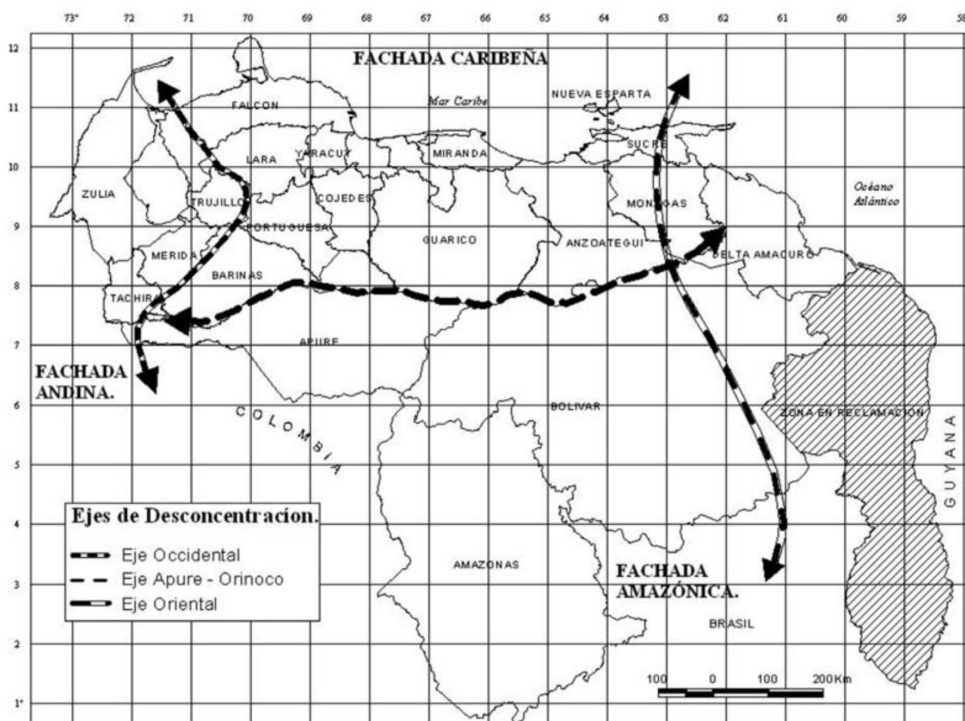 73° 72 71 70 69 68 67 66 65 64 63 62 61 60 59 58
12
FACHADA CARIBEÑA
11
NUEVA ESPARTA
FALCON
Mar Caribe
SUCRE
10
LARA
YARACUY
MIRANDA
ZULIA
TRUJILLO
COJEDES
MONAGAS
Océano
Atlántico
9
PORTUGUESA
GUARICO
ANZOATEGUI
MERIDA
BARINAS
DELTA AMACURO
8
TACHIRA
7
APURE
FACHADA
ANDINA.
6
COLOMBIA
BOLIVAR
ZONA EN RECLAMACION
GUYANA
5
Ejes de Desconcentracion.
Eje Occidental
Eje Apure - Orinoco
Eje Oriental
4
AMAZONAS
FACHADA
AMAZÓNICA.
3
BRASIL
2
100 0 100 200 Km
1°